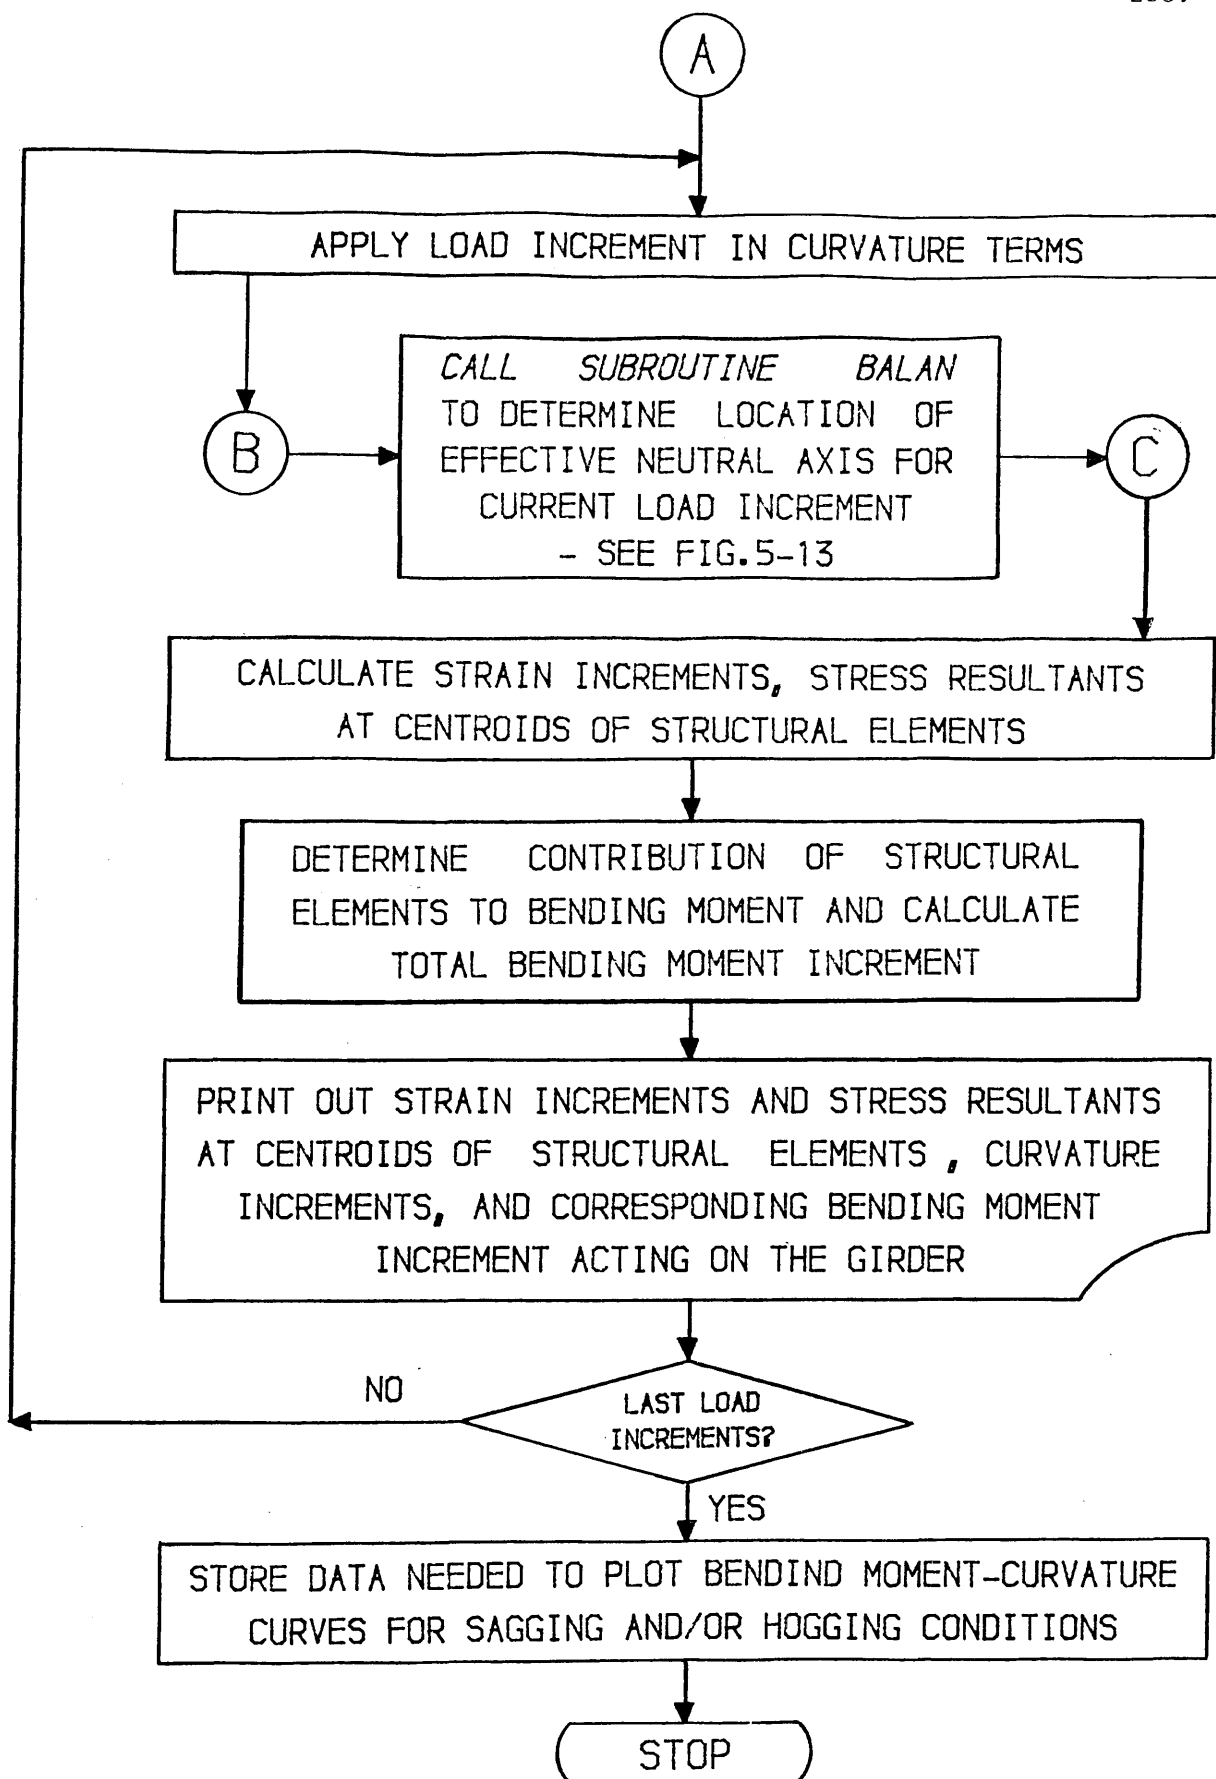 A
APPLY LOAD INCREMENT IN CURVATURE TERMS
CALL SUBROUTINE BALAN
TO DETERMINE LOCATION OF
EFFECTIVE NEUTRAL AXIS FOR
CURRENT LOAD INCREMENT
- SEE FIG.5-13
B
C
CALCULATE STRAIN INCREMENTS, STRESS RESULTANTS
AT CENTROIDS OF STRUCTURAL ELEMENTS
DETERMINE CONTRIBUTION OF STRUCTURAL
ELEMENTS TO BENDING MOMENT AND CALCULATE
TOTAL BENDING MOMENT INCREMENT
PRINT OUT STRAIN INCREMENTS AND STRESS RESULTANTS
AT CENTROIDS OF STRUCTURAL ELEMENTS , CURVATURE
INCREMENTS, AND CORRESPONDING BENDING MOMENT
INCREMENT ACTING ON THE GIRDER
NO
LAST LOAD
INCREMENTS?
YES
STORE DATA NEEDED TO PLOT BENDIND MOMENT-CURVATURE
CURVES FOR SAGGING AND/OR HOGGING CONDITIONS
STOP